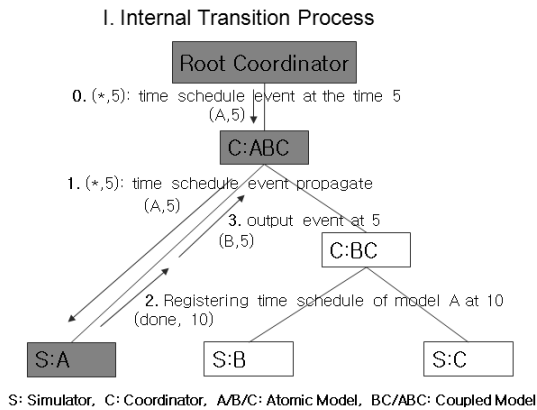 I. Internal Transition Process
Root Coordinator
0. (*,5): time schedule event at the time 5
(A,5)
C:ABC
1. (*,5): time schedule event propagate
(A,5)
3. output event at 5
(B,5)
C:BC
2. Registering time schedule of model A at 10
(done, 10)
S:A
S:B
S:C
S: Simulator, C: Coordinator, A/B/C: Atomic Model, BC/ABC: Coupled Model